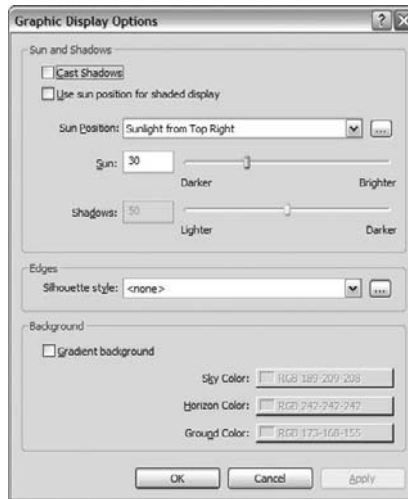 Graphic Display Options
Sun and Shadows
Cast Shadows
Use sun position for shaded display
Sun Position: Sunlight from Top Right ...
Sun: 30
Darker Brighter
Shadows: 50
Lighter Darker
Edges
Silhouette style: <none> ...
Background
Gradient background
Sky Color: RGB 189-209-208
Horizon Color: RGB 242-242-242
Ground Color: RGB 173-168-155
OK Cancel Apply